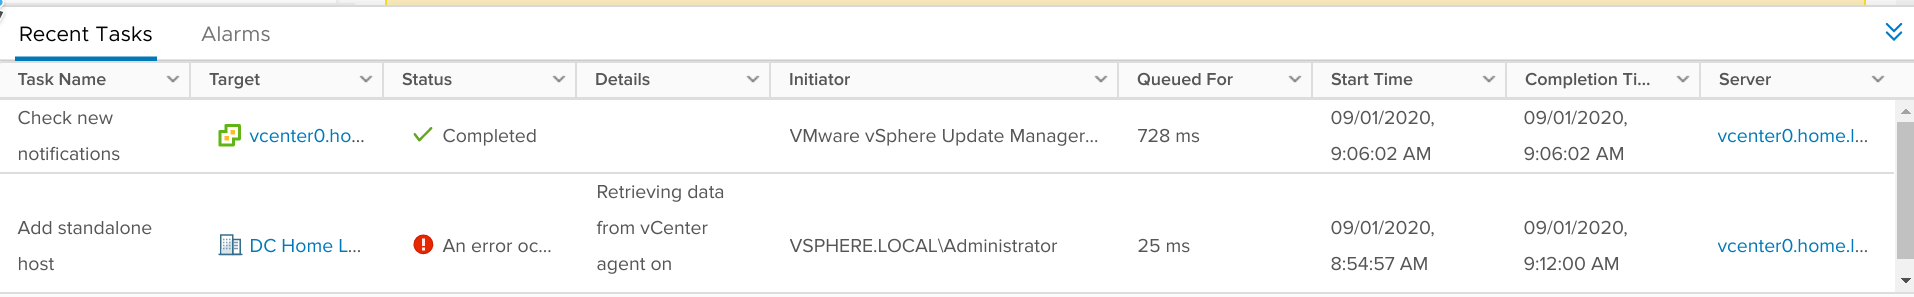 Recent Tasks Alarms
Task Name Target Status Details Initiator Queued For Start Time Completion Ti... Server
Check new
notifications
vcenter0.ho...
Completed
VMware vSphere Update Manager...
728 ms
09/01/2020,
9:06:02 AM
09/01/2020,
9:06:02 AM
vcenter0.home.l...
Add standalone
host
DC Home L...
An error oc...
Retrieving data
from vCenter
agent on
VSPHERE.LOCAL\Administrator
25 ms
09/01/2020,
8:54:57 AM
09/01/2020,
9:12:00 AM
vcenter0.home.l...